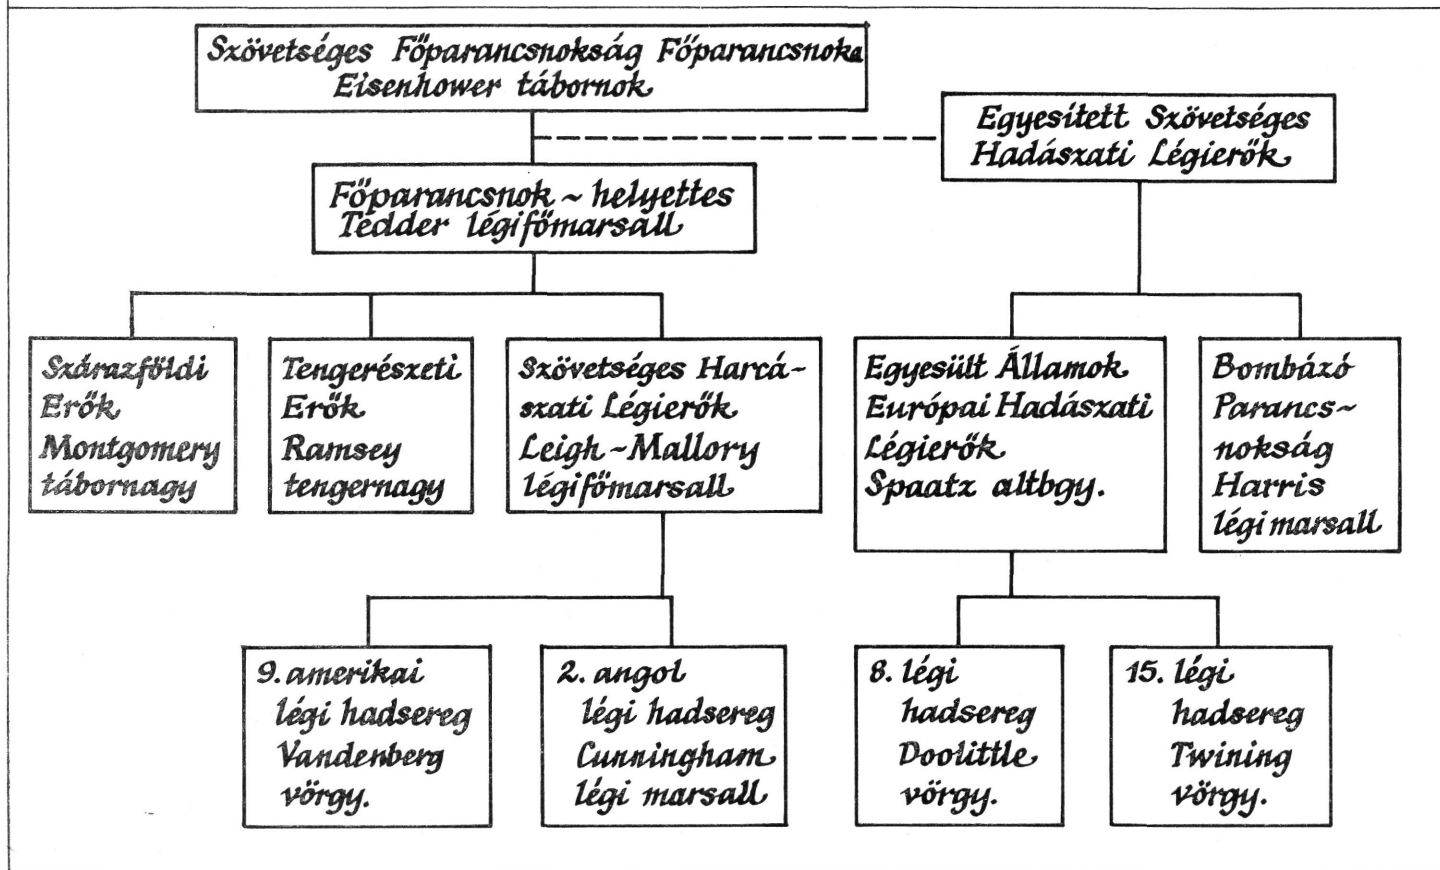 Szövetséges Főparancsnokság Főparancsnoka
Eisenhower tábornok
Egyesített Szövetséges
Hadászati Légierők
Főparancsnok~helyettes
Tedder légifőmarsall
Szárazföldi
Erők
Montgomery
tábornagy
Tengerészeti
Erők
Ramsey
tengernagy
Szövetséges Harcá~
szati Légierők
Leigh~Mallory
légifőmarsall
Egyesült Államok
Európai Hadászati
Légierők
Spaatz altbgy.
Bombázó
Parancs~
nokság
Harris
légi marsall
9. amerikai
légi hadsereg
Vandenberg
vörgy.
2. angol
légi hadsereg
Cunningham
légi marsall
8. légi
hadsereg
Doolittle
vörgy.
15. légi
hadsereg
Twining
vörgy.